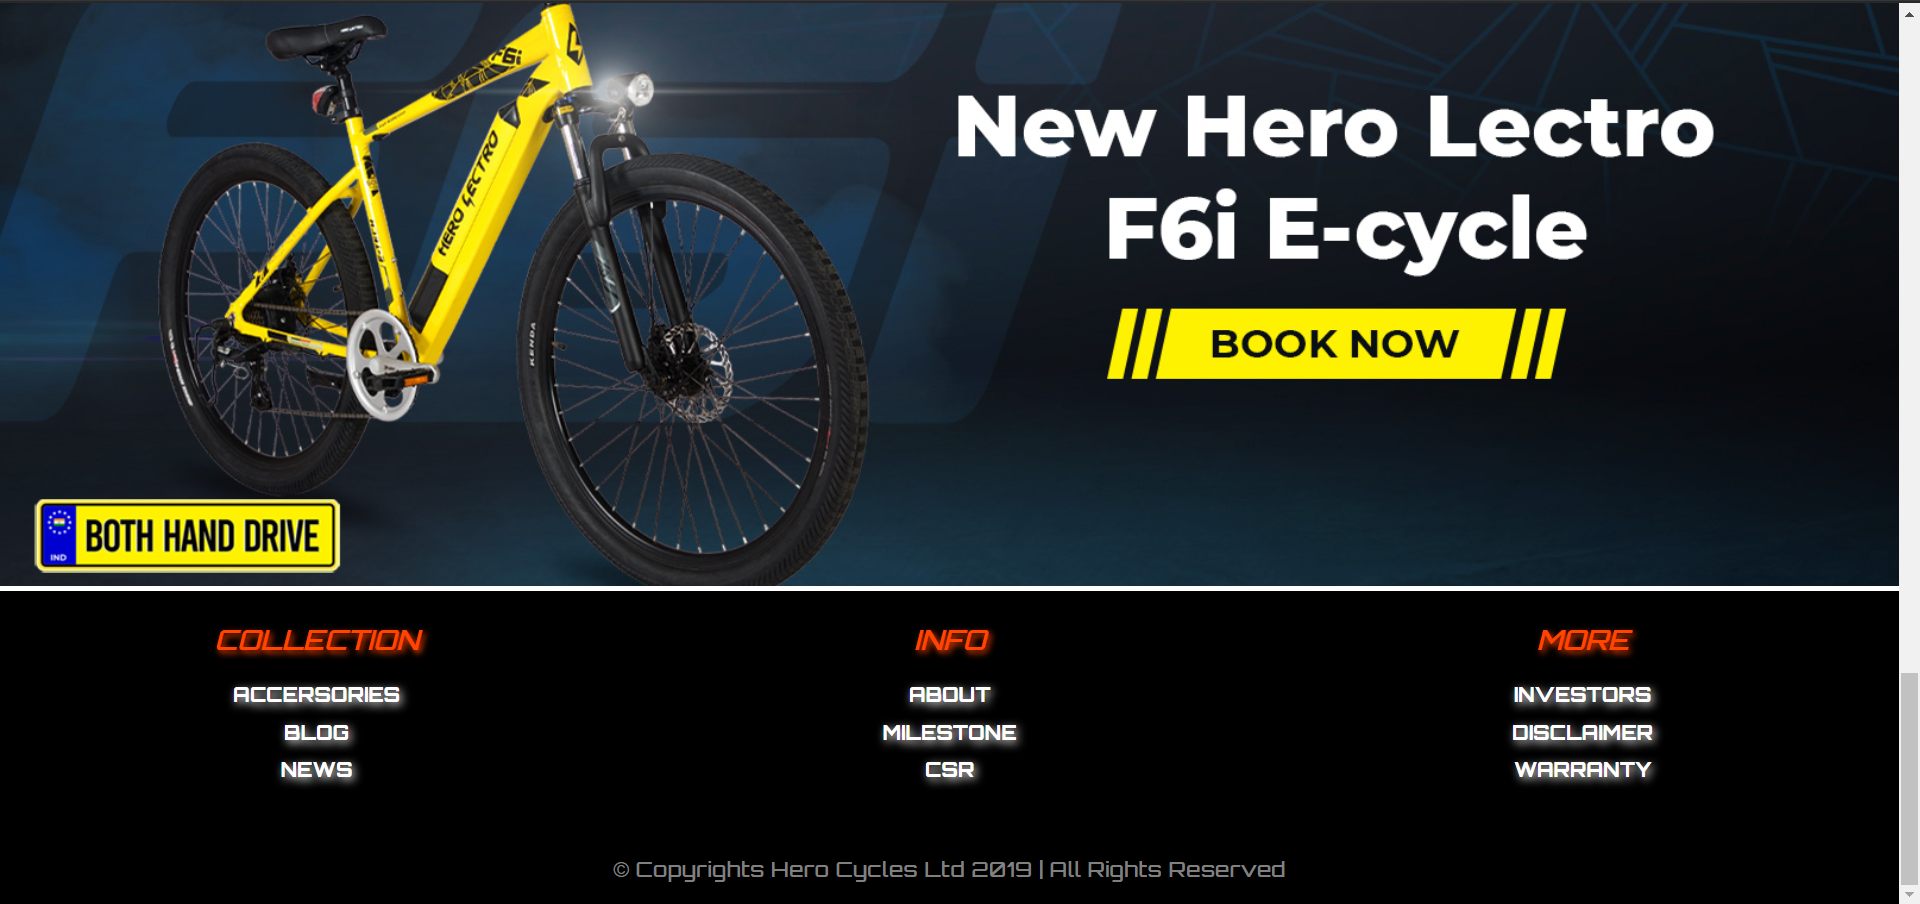 F6i
HERO LECTRO
KENDA
New Hero Lectro
F6i E-cycle
BOOK NOW
IND
BOTH HAND DRIVE
COLLECTION
INFO
MORE
ACCERSORIES
ABOUT
INVESTORS
BLOG
MILESTONE
DISCLAIMER
NEWS
CSR
WARRANTY
© Copyrights Hero Cycles Ltd 2019 | All Rights Reserved